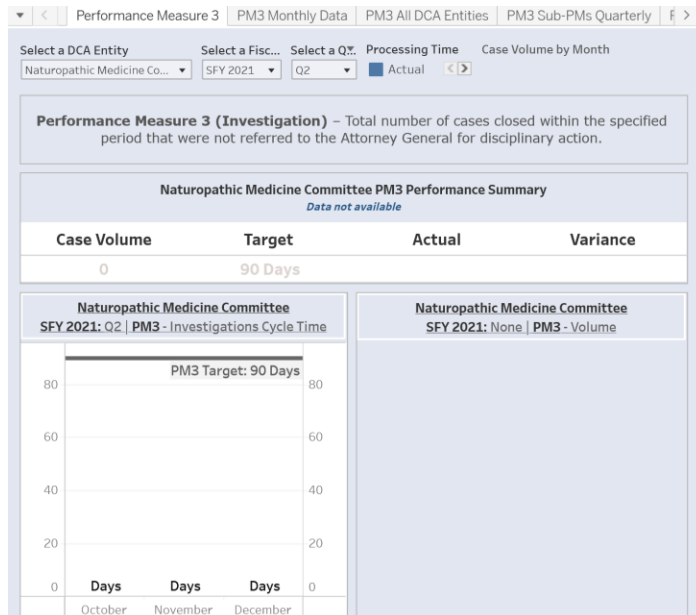 Performance Measure 3 PM3 Monthly Data PM3 All DCA Entities PM3 Sub-PMs Quarterly
Select a DCA Entity Select a Fisc... Select a Q... Processing Time Case Volume by Month
Naturopathic Medicine Co... SFY 2021 Q2 Actual
Performance Measure 3 (Investigation) – Total number of cases closed within the specified
period that were not referred to the Attorney General for disciplinary action.
Naturopathic Medicine Committee PM3 Performance Summary
Data not available
Case Volume Target Actual Variance
0 90 Days
Naturopathic Medicine Committee
SFY 2021: Q2 | PM3 - Investigations Cycle Time
PM3 Target: 90 Days
80 80
60 60
40 40
20 20
0 Days Days Days 0
October November December
Naturopathic Medicine Committee
SFY 2021: None | PM3 - Volume